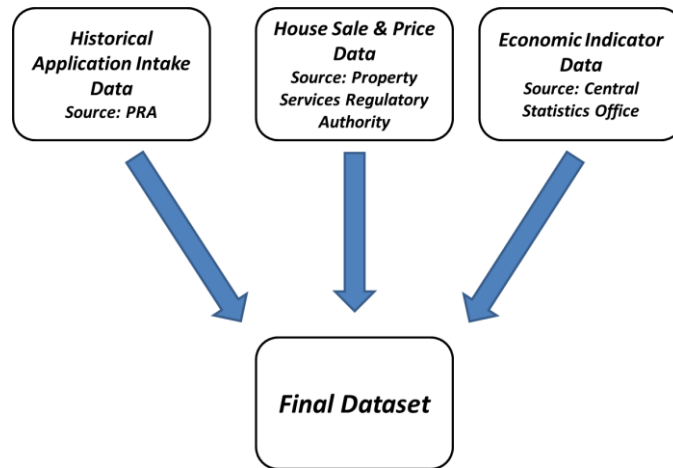 Historical
Application Intake
Data
Source: PRA
House Sale & Price
Data
Source: Property
Services Regulatory
Authority
Economic Indicator
Data
Source: Central
Statistics Office
Final Dataset